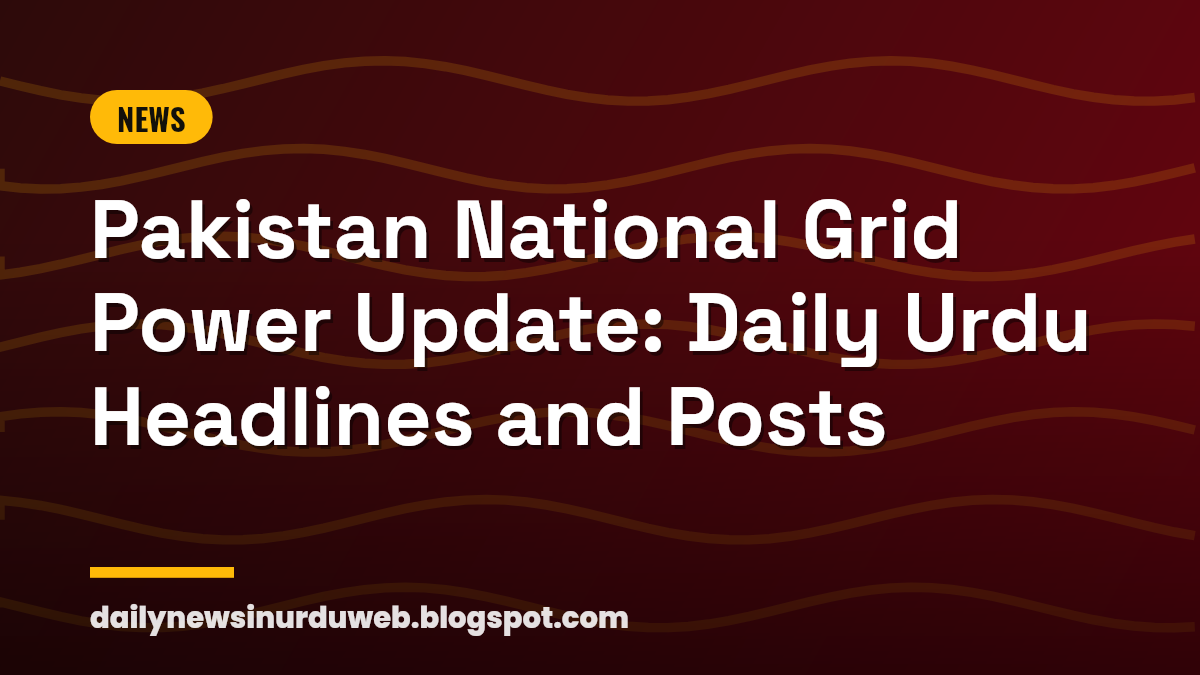 NEWS
Pakistan National Grid
Power Update: Daily Urdu
Headlines and Posts
dailynewsinurduweb.blogspot.com